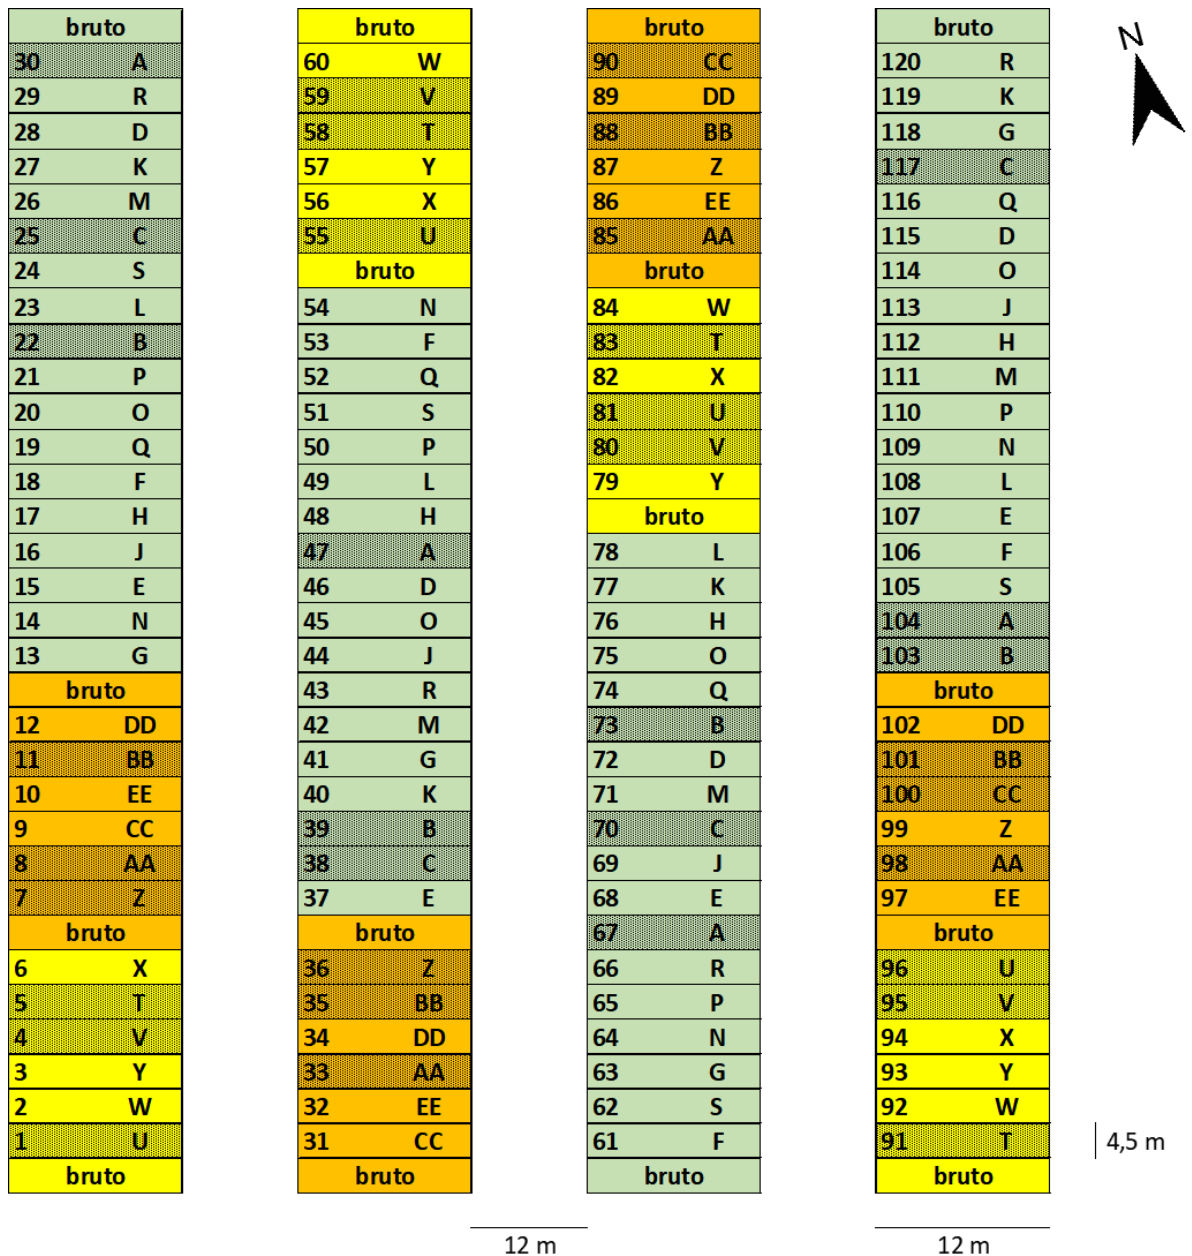 bruto
30 A
29 R
28 D
27 K
26 M
25 C
24 S
23 L
22 B
21 P
20 O
19 Q
18 F
17 H
16 J
15 E
14 N
13 G
bruto
12 DD
11 BB
10 EE
9 CC
8 AA
7 Z
bruto
6 X
5 T
4 V
3 Y
2 W
1 U
bruto
bruto
60 W
59 V
58 T
57 Y
56 X
55 U
bruto
54 N
53 F
52 Q
51 S
50 P
49 L
48 H
47 A
46 D
45 O
44 J
43 R
42 M
41 G
40 K
39 B
38 C
37 E
bruto
36 Z
35 BB
34 DD
33 AA
32 EE
31 CC
bruto
bruto
90 CC
89 DD
88 BB
87 Z
86 EE
85 AA
bruto
84 W
83 T
82 X
81 U
80 V
79 Y
bruto
78 L
77 K
76 H
75 O
74 Q
73 B
72 D
71 M
70 C
69 J
68 E
67 A
66 R
65 P
64 N
63 G
62 S
61 F
bruto
bruto
120 R
119 K
118 G
117 C
116 Q
115 D
114 O
113 J
112 H
111 M
110 P
109 N
108 L
107 E
106 F
105 S
104 A
103 B
bruto
102 DD
101 BB
100 CC
99 Z
98 AA
97 EE
bruto
96 U
95 V
94 X
93 Y
92 W
91 T
bruto
N
4,5 m
12 m
12 m